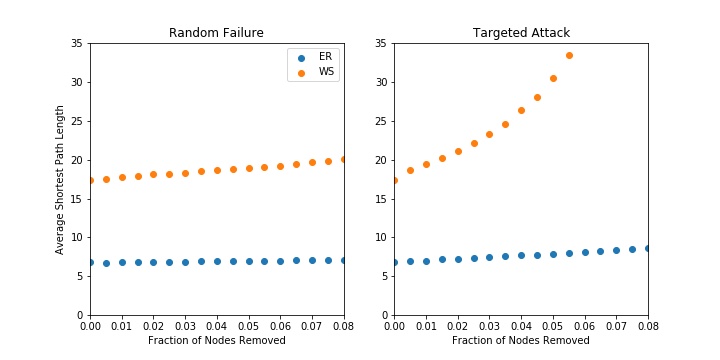 Random Failure
Targeted Attack
ER
WS
Average Shortest Path Length
35
30
25
20
15
10
5
0
0.00 0.01 0.02 0.03 0.04 0.05 0.06 0.07 0.08
Fraction of Nodes Removed
35
30
25
20
15
10
5
0
0.00 0.01 0.02 0.03 0.04 0.05 0.06 0.07 0.08
Fraction of Nodes Removed